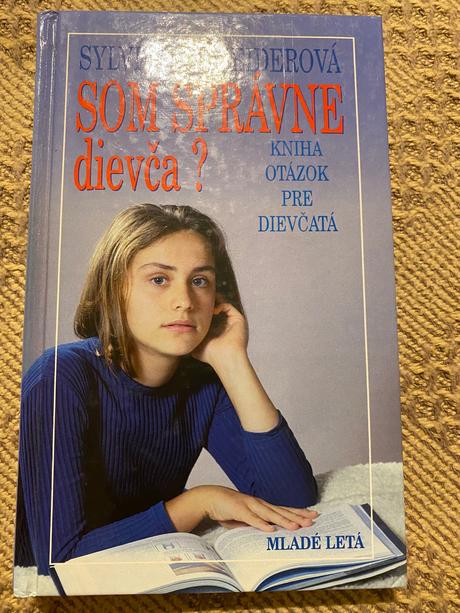 SOM SPRÁVNE
dievča ?
KNIHA
OTÁZOK
PRE
DIEVČATÁ
MLADÉ LETÁ